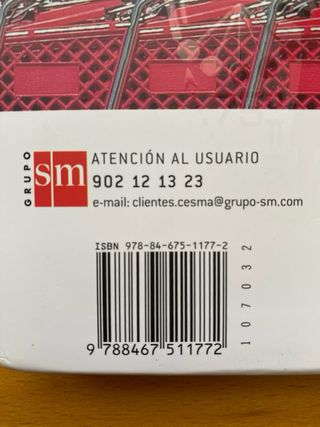 GRUPO
sm
ATENCIÓN AL USUARIO
902 12 13 23
e-mail: clientes.cesma@grupo-sm.com
ISBN 978-84-675-1177-2
9 788467 511772
107032